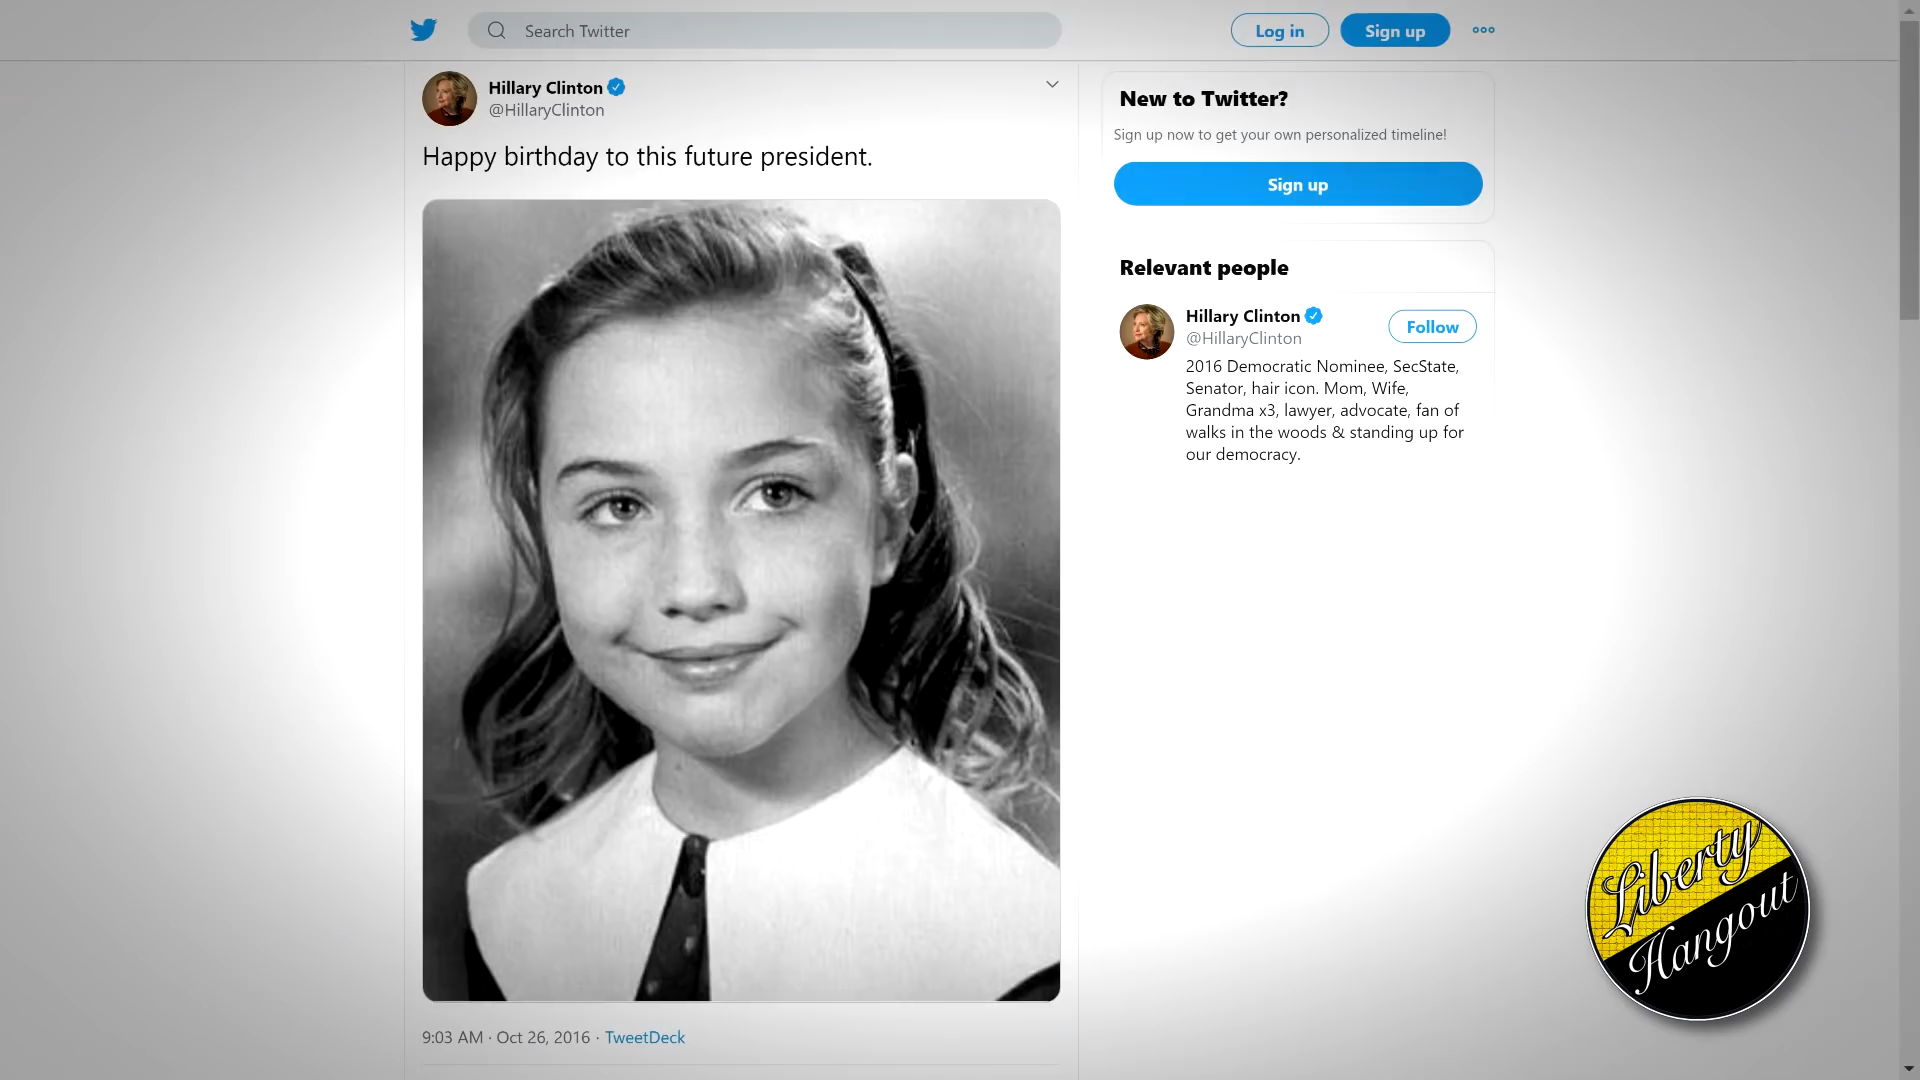 Search Twitter
Log in
Sign up
Hillary Clinton
@HillaryClinton
Happy birthday to this future president.
9:03 AM · Oct 26, 2016 · TweetDeck
New to Twitter?
Sign up now to get your own personalized timeline!
Sign up
Relevant people
Hillary Clinton
@HillaryClinton
Follow
2016 Democratic Nominee, SecState,
Senator, hair icon. Mom, Wife,
Grandma x3, lawyer, advocate, fan of
walks in the woods & standing up for
our democracy.
Liberty
Hangout